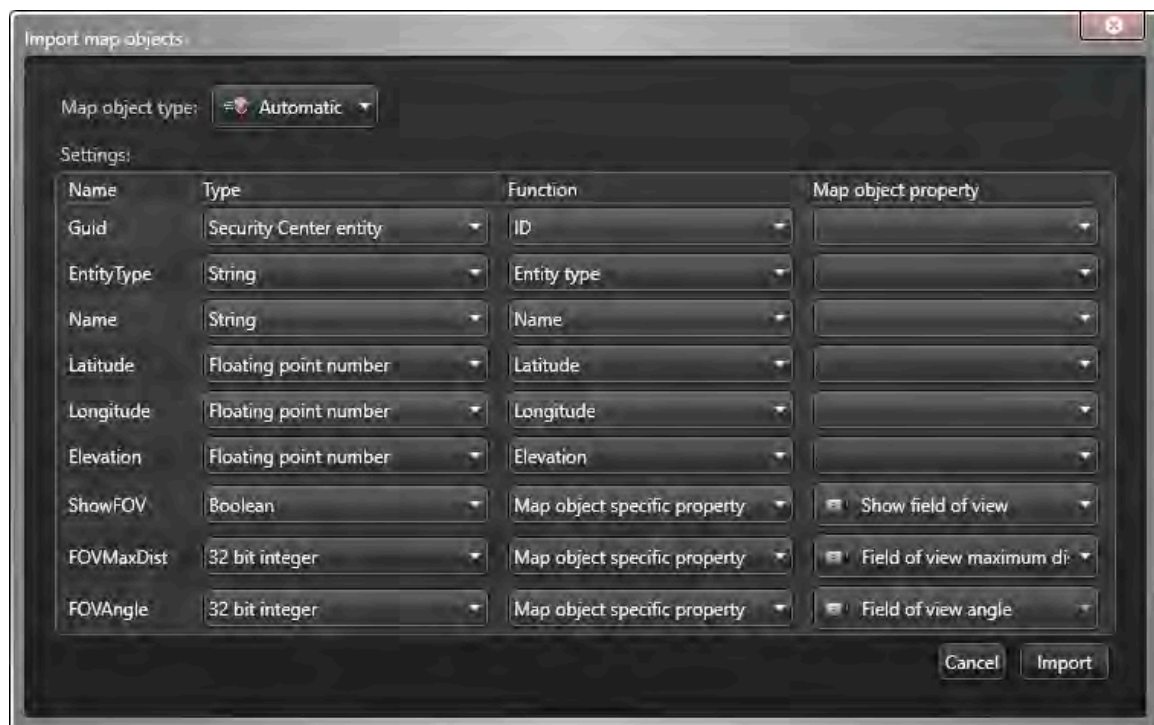 Import map objects
Map object type: Automatic
Settings:
Name Type Function Map object property
Guid Security Center entity ID
EntityType String Entity type
Name String Name
Latitude Floating point number Latitude
Longitude Floating point number Longitude
Elevation Floating point number Elevation
ShowFOV Boolean Map object specific property Show field of view
FOVMaxDist 32 bit integer Map object specific property Field of view maximum di
FOVAngle 32 bit integer Map object specific property Field of view angle
Cancel Import